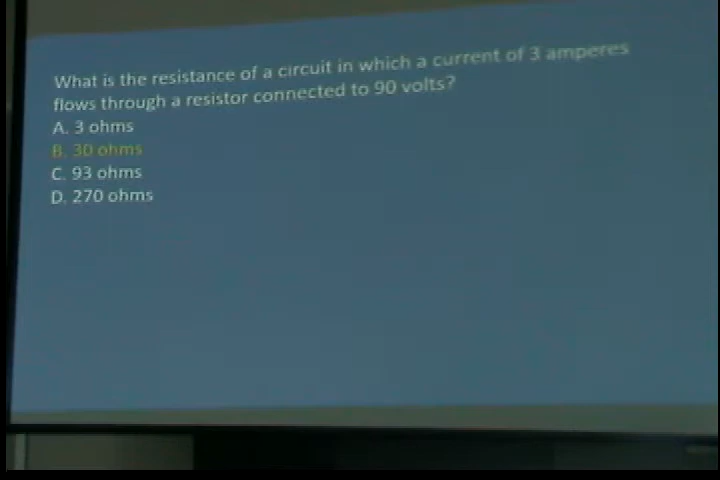 What is the resistance of a circuit in which a current of 3 amperes
flows through a resistor connected to 90 volts?
A. 3 ohms
B. 30 ohms
C. 93 ohms
D. 270 ohms